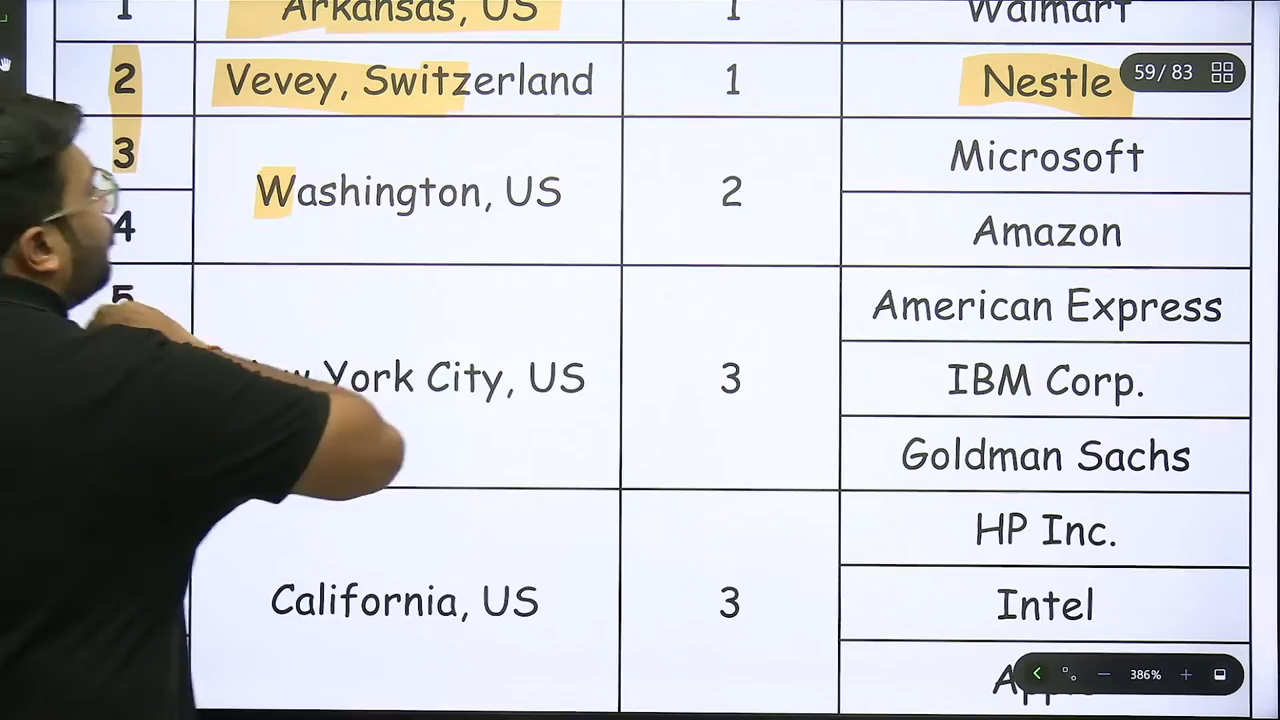 1 Arkansas, US 1 Walmart
2 Vevey, Switzerland 1 Nestle
59/ 83
3 Washington, US 2 Microsoft
4 Amazon
5 York City, US 3 American Express
IBM Corp.
Goldman Sachs
California, US 3 HP Inc.
Intel
386%